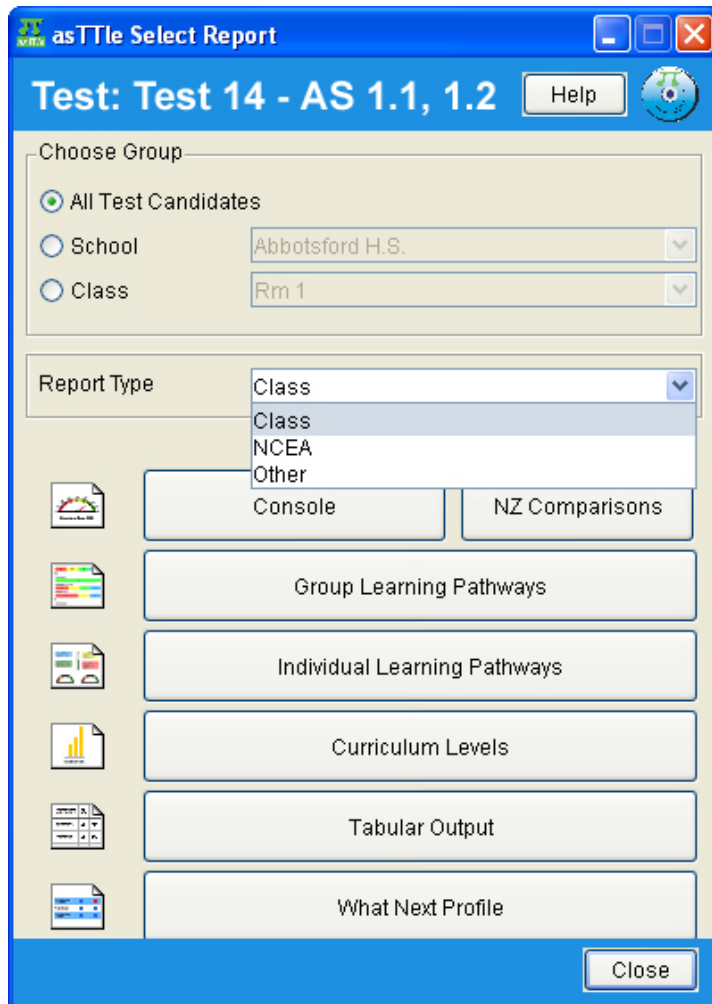 asTTle Select Report
Test: Test 14 - AS 1.1, 1.2 Help
Choose Group
All Test Candidates
School Abbotsford H.S.
Class Rm 1
Report Type Class
Class
NCEA
Other
Console NZ Comparisons
Group Learning Pathways
Individual Learning Pathways
Curriculum Levels
Tabular Output
What Next Profile
Close